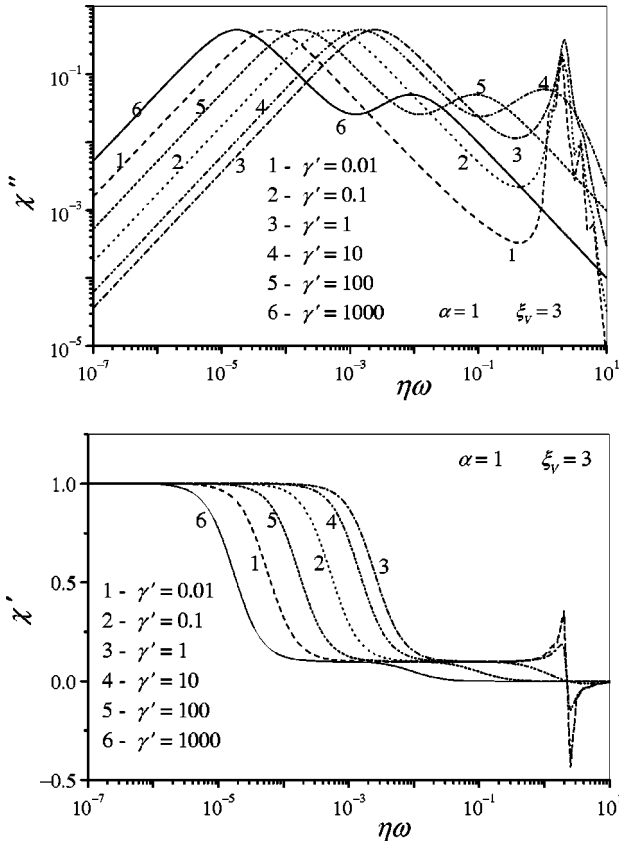 10⁻¹
10⁻³
10⁻⁵
χ″
6
1
5
2
4
3
6
2
5
4
3
1
1 - γ′ = 0.01
2 - γ′ = 0.1
3 - γ′ = 1
4 - γ′ = 10
5 - γ′ = 100
6 - γ′ = 1000
α = 1 ξ_V = 3
10⁻⁷ 10⁻⁵ 10⁻³ 10⁻¹ 10¹
ηω
1.0
0.5
0.0
−0.5
χ′
α = 1 ξ_V = 3
6 1 5 2 4 3
1 - γ′ = 0.01
2 - γ′ = 0.1
3 - γ′ = 1
4 - γ′ = 10
5 - γ′ = 100
6 - γ′ = 1000
10⁻⁷ 10⁻⁵ 10⁻³ 10⁻¹ 10¹
ηω